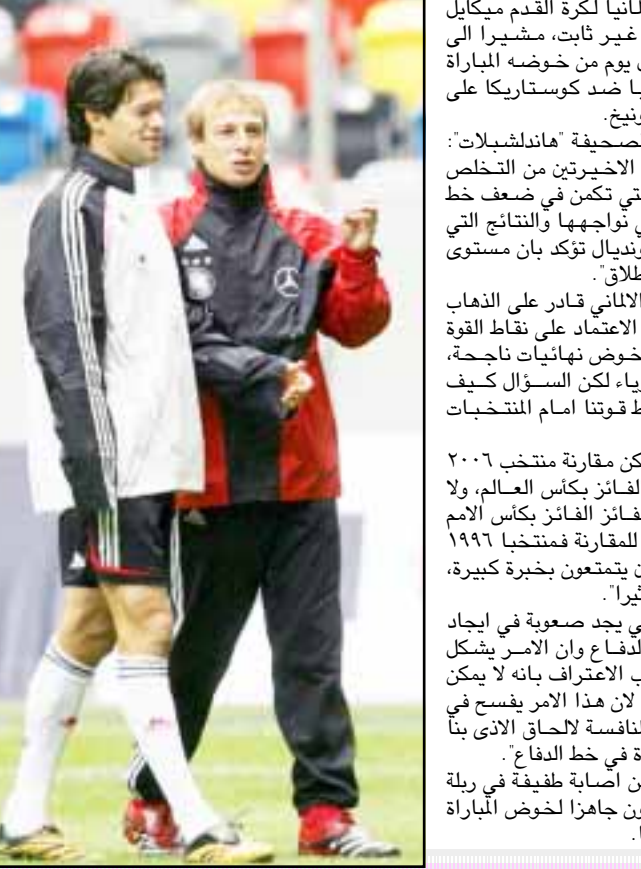 لمانيا لكرة القدم ميكايل
غير ثابت، مشيرا الى
يوم من خوضه المباراة
يا ضد كوستاريكا على
ونيخ.
صحيفة "هاندلشبلات":
الاخيرتين من التخلص
تي تكمن في ضعف خط
ي نواجهها والنتائج التي
ونديال تؤكد بان مستوى
طلاق".
الالماني قادر على الذهاب
الاعتماد على نقاط القوة
خوض نهائيات ناجحة،
رياء لكن السؤال كيف
ط قوتنا امام المنتخبات
كن مقارنة منتخب ٢٠٠٦
الفائز بكأس العالم، ولا
فائز الفائز بكأس الامم
للمقارنة فمنتخبا ١٩٩٦
ن يتمتعون بخبرة كبيرة،
ثيرا".
ي يجد صعوبة في ايجاد
لدفاع وان الامر يشكل
ب الاعتراف بانه لا يمكن
لان هذا الامر يفسح في
لنافسة لالحاق الاذى بنا
ة في خط الدفاع".
ن اصابة طفيفة في ربلة
ون جاهزا لخوض المباراة